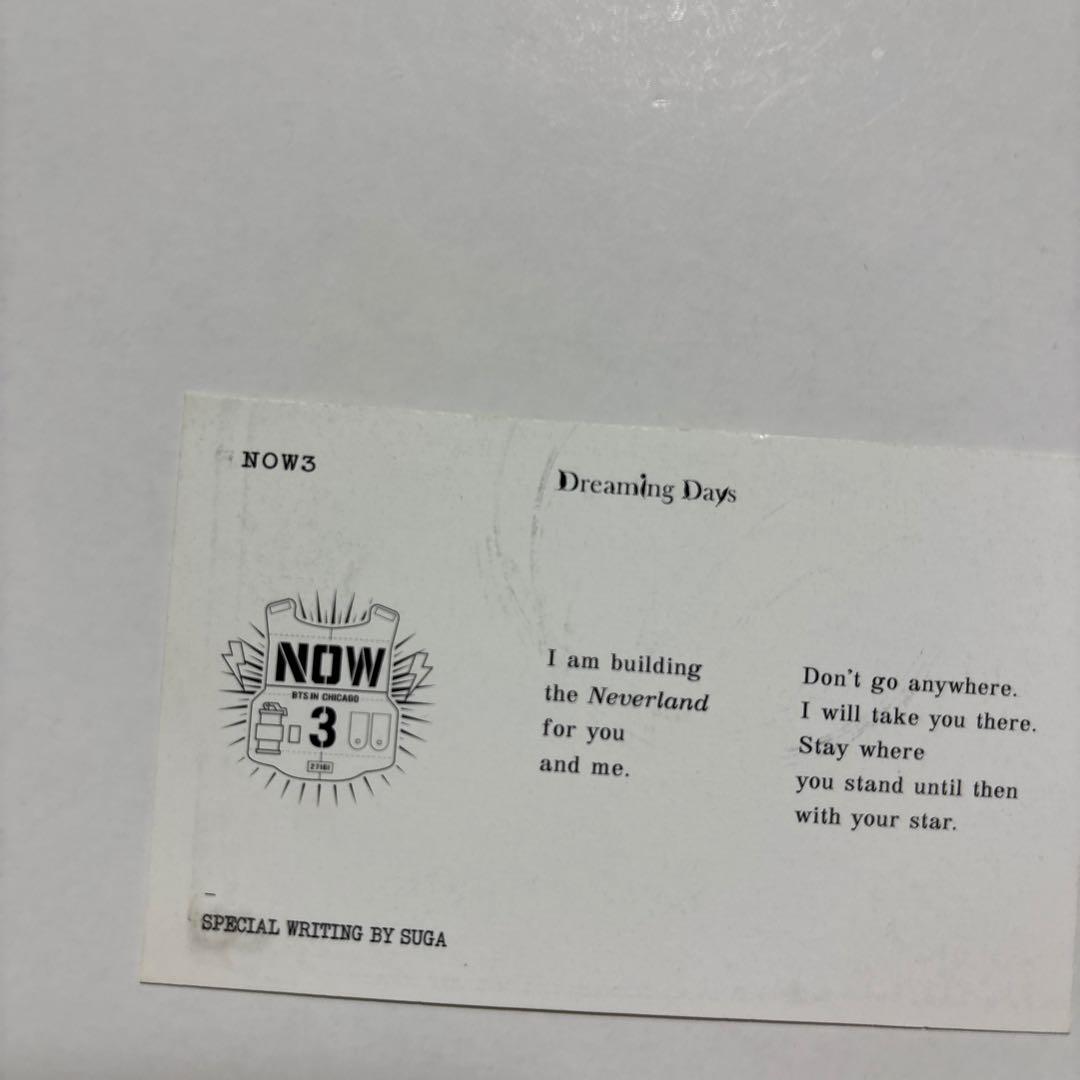 NOW3
Dreaming Days
NOW
BTS IN CHICAGO
3
27161
I am building
the Neverland
for you
and me.
Don't go anywhere.
I will take you there.
Stay where
you stand until then
with your star.
SPECIAL WRITING BY SUGA